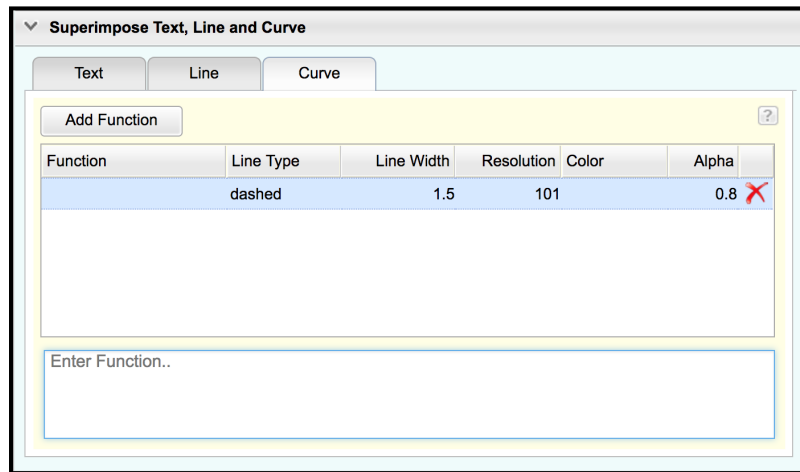 Superimpose Text, Line and Curve
Text Line Curve
Add Function
?
Function Line Type Line Width Resolution Color Alpha
dashed 1.5 101 0.8
Enter Function..